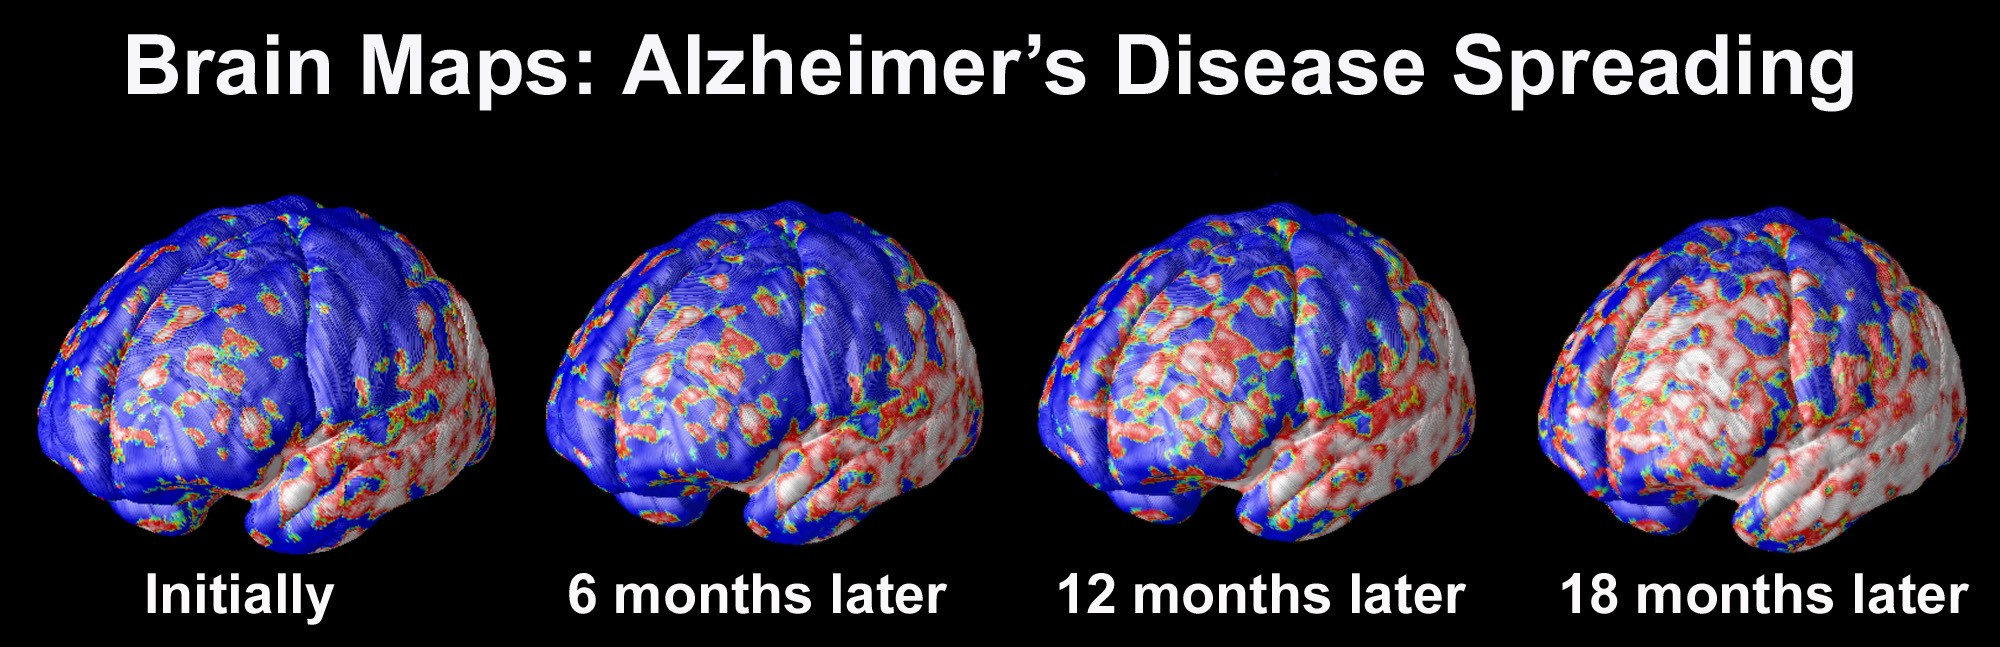 Brain Maps: Alzheimer’s Disease Spreading
Initially
6 months later
12 months later
18 months later